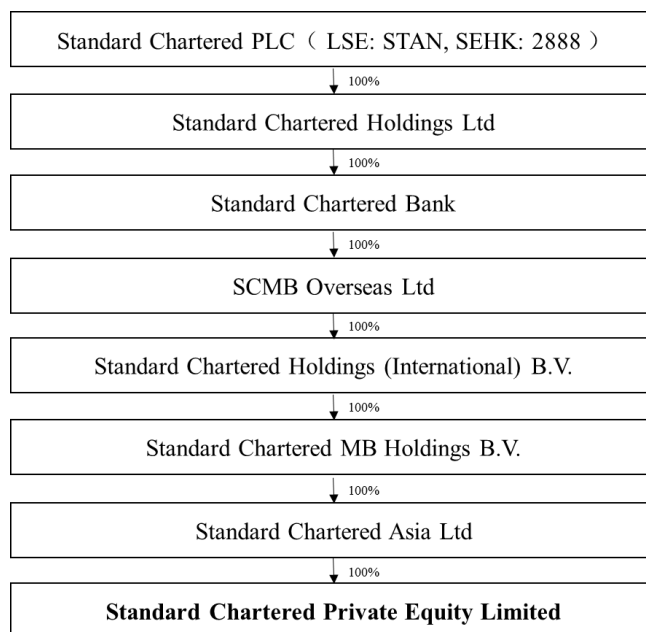 Standard Chartered PLC（ LSE: STAN, SEHK: 2888 ）
100%
Standard Chartered Holdings Ltd
100%
Standard Chartered Bank
100%
SCMB Overseas Ltd
100%
Standard Chartered Holdings (International) B.V.
100%
Standard Chartered MB Holdings B.V.
100%
Standard Chartered Asia Ltd
100%
Standard Chartered Private Equity Limited